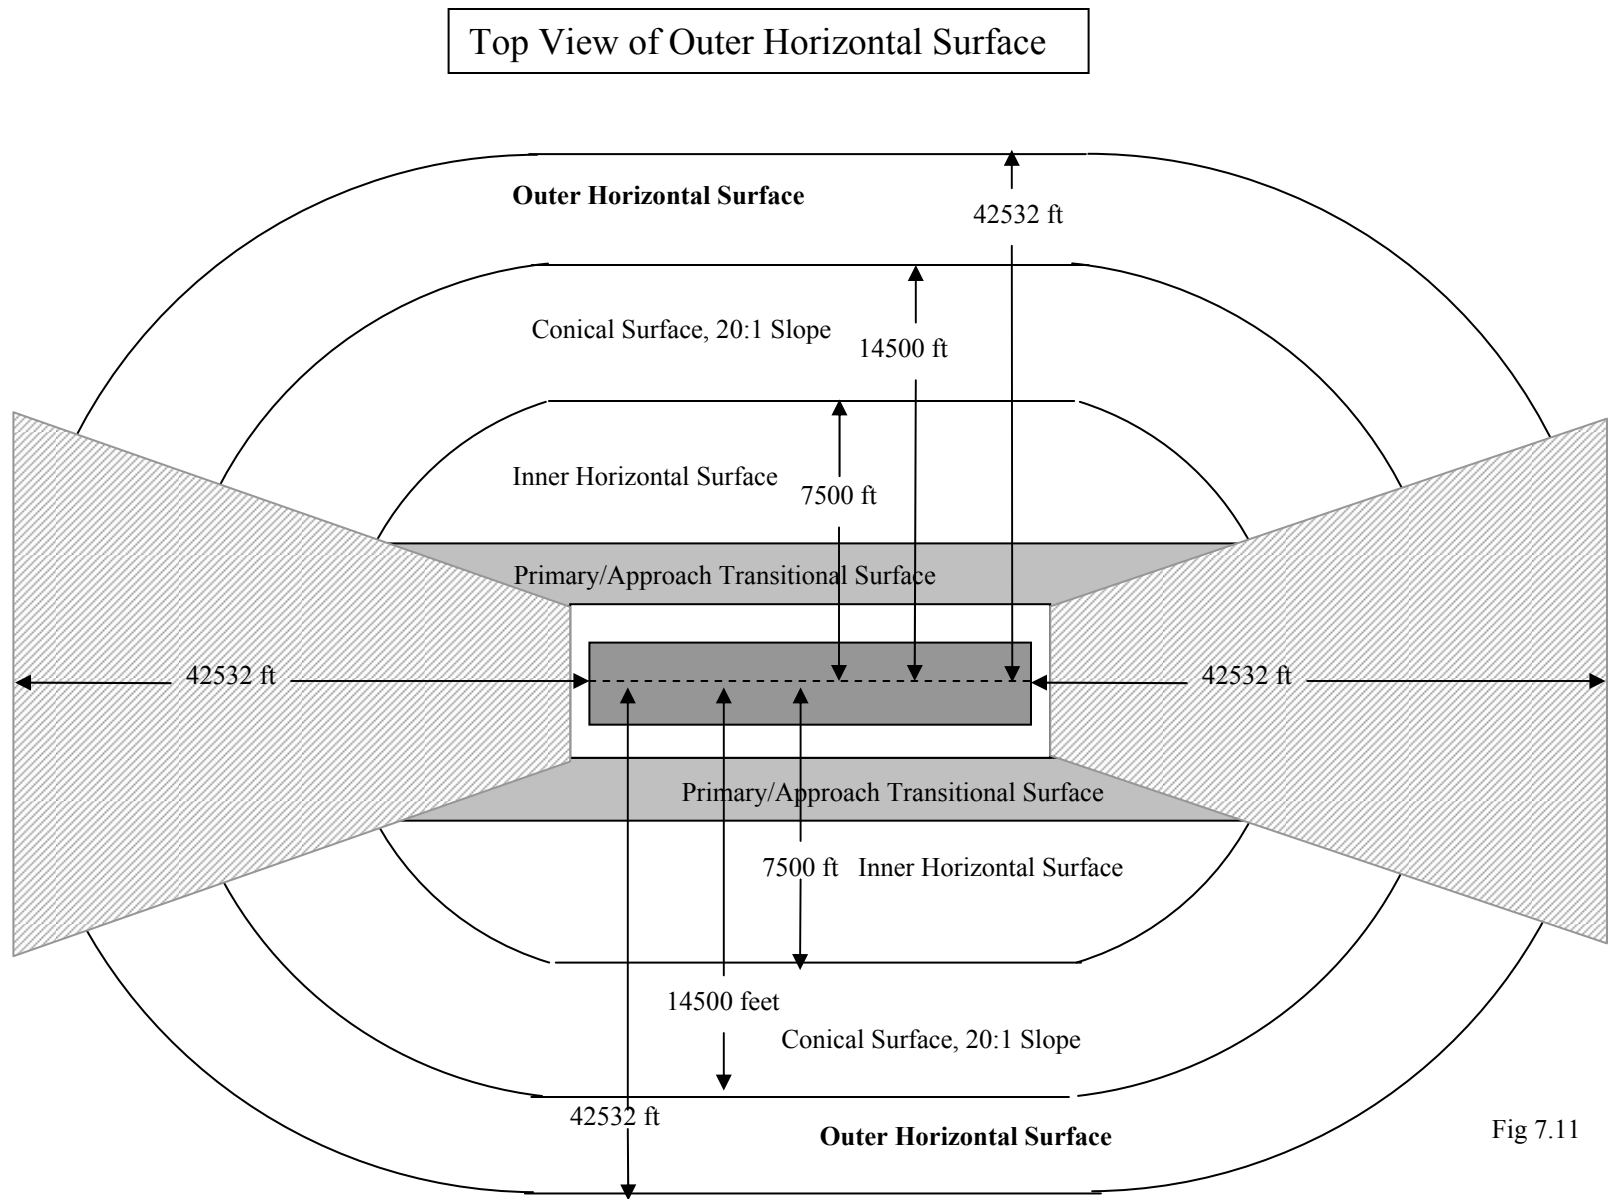 Top View of Outer Horizontal Surface
Outer Horizontal Surface
42532 ft
Conical Surface, 20:1 Slope
14500 ft
Inner Horizontal Surface
7500 ft
Primary/Approach Transitional Surface
42532 ft
42532 ft
Primary/Approach Transitional Surface
7500 ft
Inner Horizontal Surface
14500 feet
Conical Surface, 20:1 Slope
42532 ft
Outer Horizontal Surface
Fig 7.11